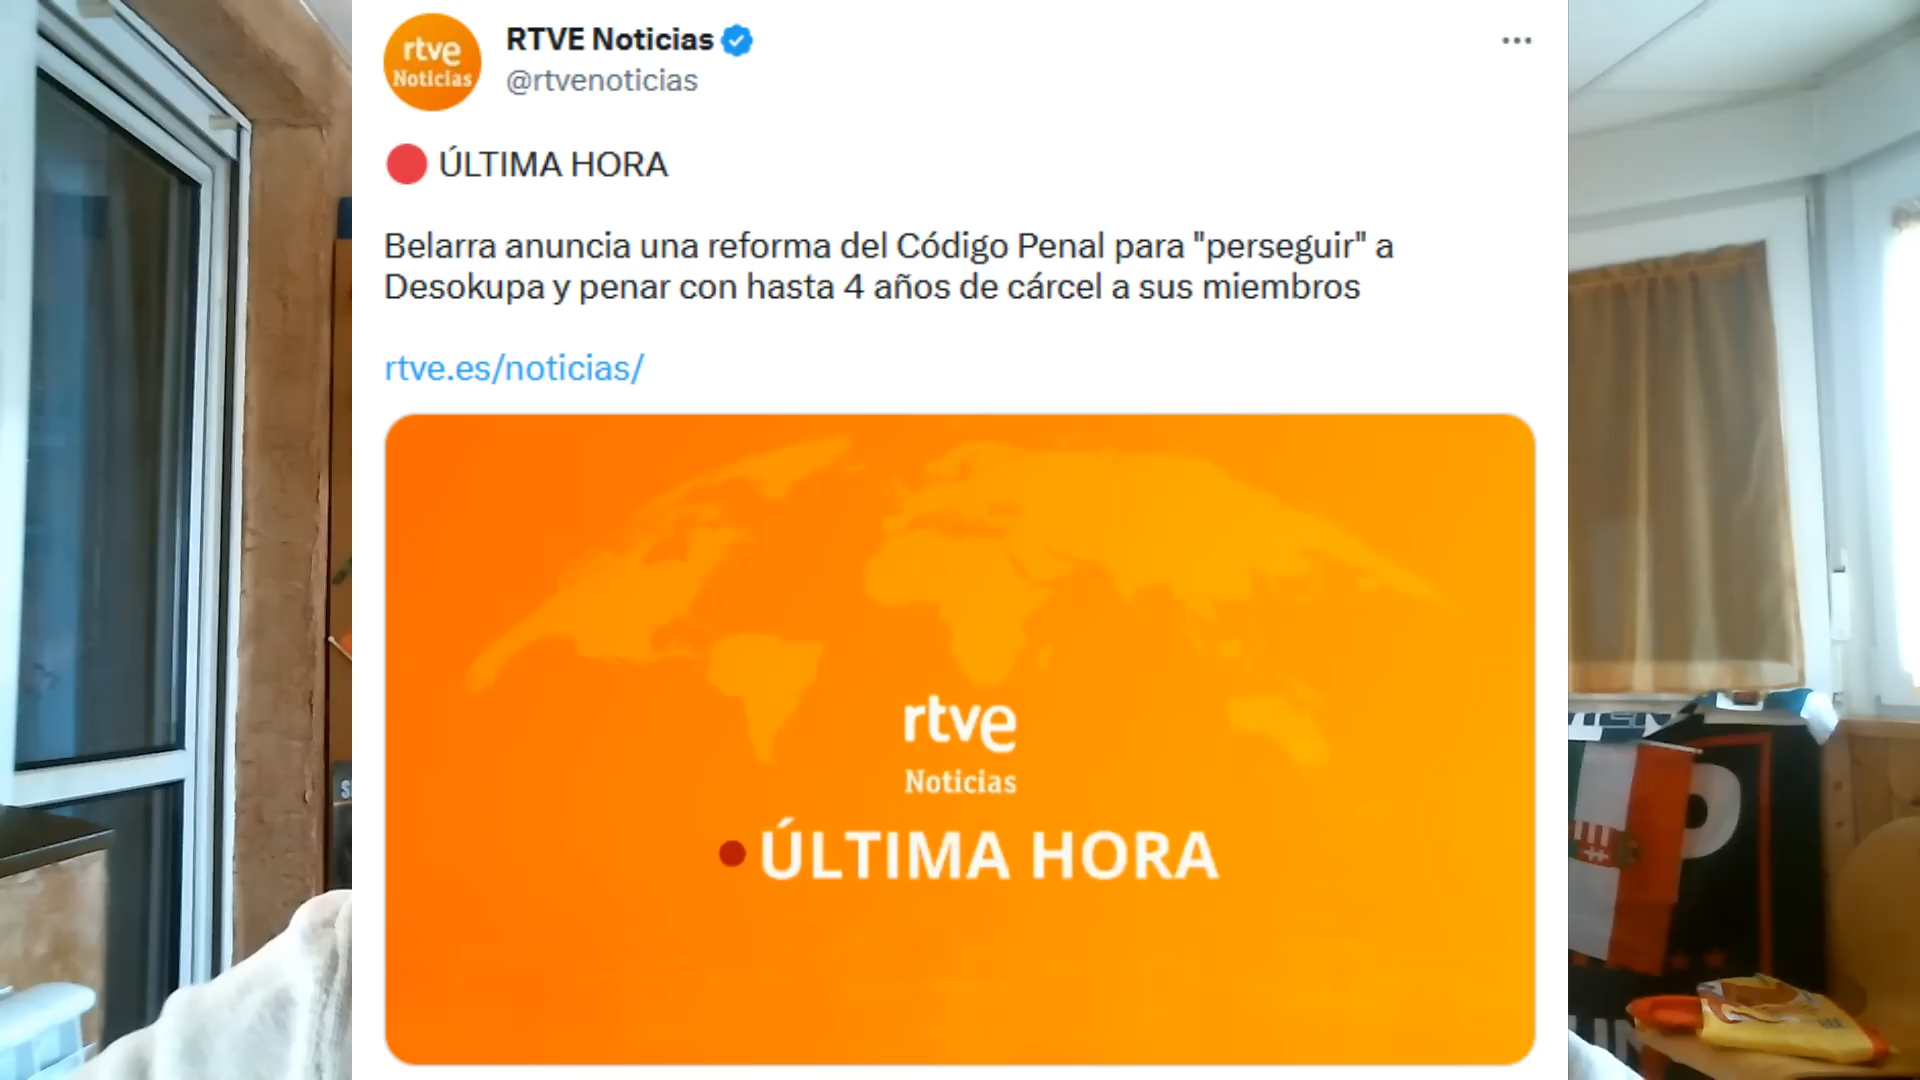 rtve
Noticias
RTVE Noticias
@rtvenoticias
ÚLTIMA HORA
Belarra anuncia una reforma del Código Penal para "perseguir" a
Desokupa y penar con hasta 4 años de cárcel a sus miembros
rtve.es/noticias/
rtve
Noticias
ÚLTIMA HORA